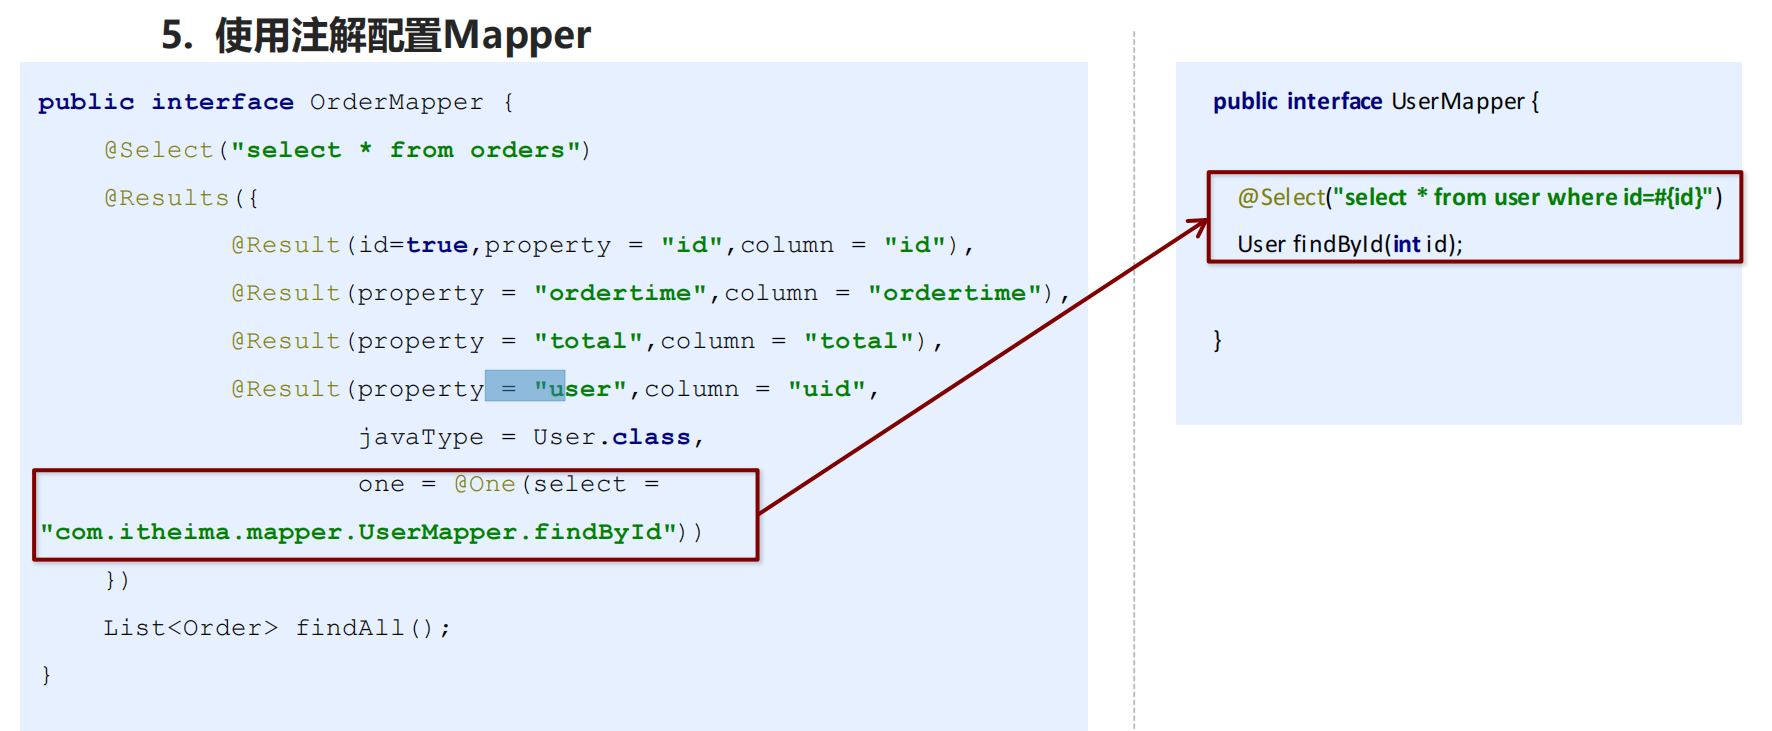 5. 使用注解配置Mapper
public interface OrderMapper {
@Select("select * from orders")
@Results({
@Result(id=true,property = "id",column = "id"),
@Result(property = "ordertime",column = "ordertime"),
@Result(property = "total",column = "total"),
@Result(property = "user",column = "uid",
javaType = User.class,
one = @One(select =
"com.itheima.mapper.UserMapper.findById"))
})
List<Order> findAll();
}
public interface UserMapper {
@Select("select * from user where id=#{id}")
User findById(int id);
}